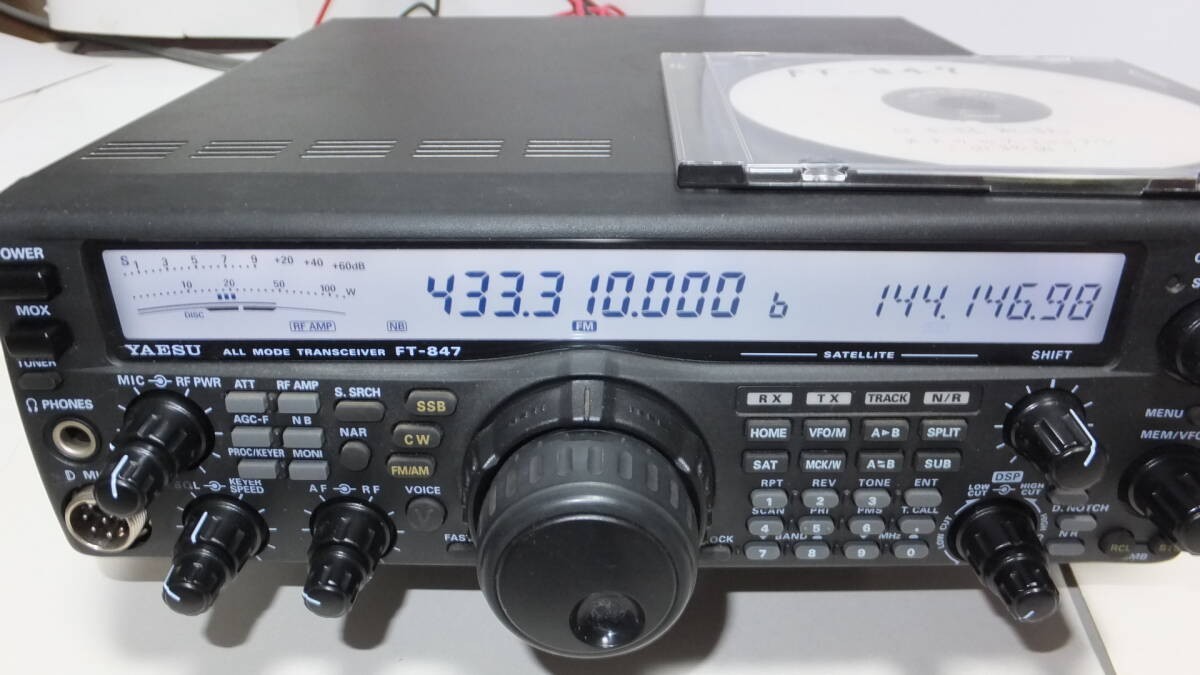 FT-847
POWER
MOX
TUNER
PHONES
S 1 3 5 7 9 +20 +40 +60dB
10 20 50 100 W
DISC
RF AMP
NB
433.310.000 b
FM
144.146.98
YAESU ALL MODE TRANSCEIVER FT-847
SATELLITE
SHIFT
MIC RF PWR
ATT RF AMP
S. SRCH
AGC-F NB
NAR
PROC/KEYER MONI
SSB
CW
FM/AM
VOICE
FAST
SQL KEYER SPEED
AF RF
RX TX TRACK N/R
HOME VFO/M A▶B SPLIT
SAT MCK/W A⇆B SUB
RPT REV TONE ENT
1 2 3
SCAN PRI PMS T.CALL
4 5 6 .
BAND MHz
7 8 9 0
LOCK
DSP
LOW CUT HIGH CUT
LOW CUT
D. NOTCH
NR
MENU
MEM/VFO
RCL